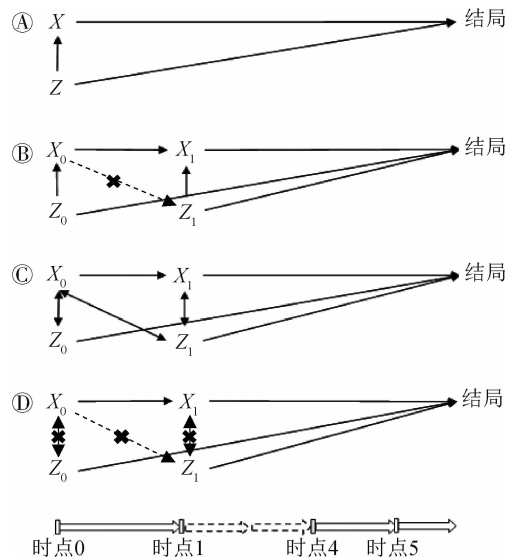 Ⓐ X 结局
Z
Ⓑ X₀ X₁ 结局
Z₀ Z₁
Ⓒ X₀ X₁ 结局
Z₀ Z₁
Ⓓ X₀ X₁ 结局
Z₀ Z₁
时点0 时点1 时点4 时点5